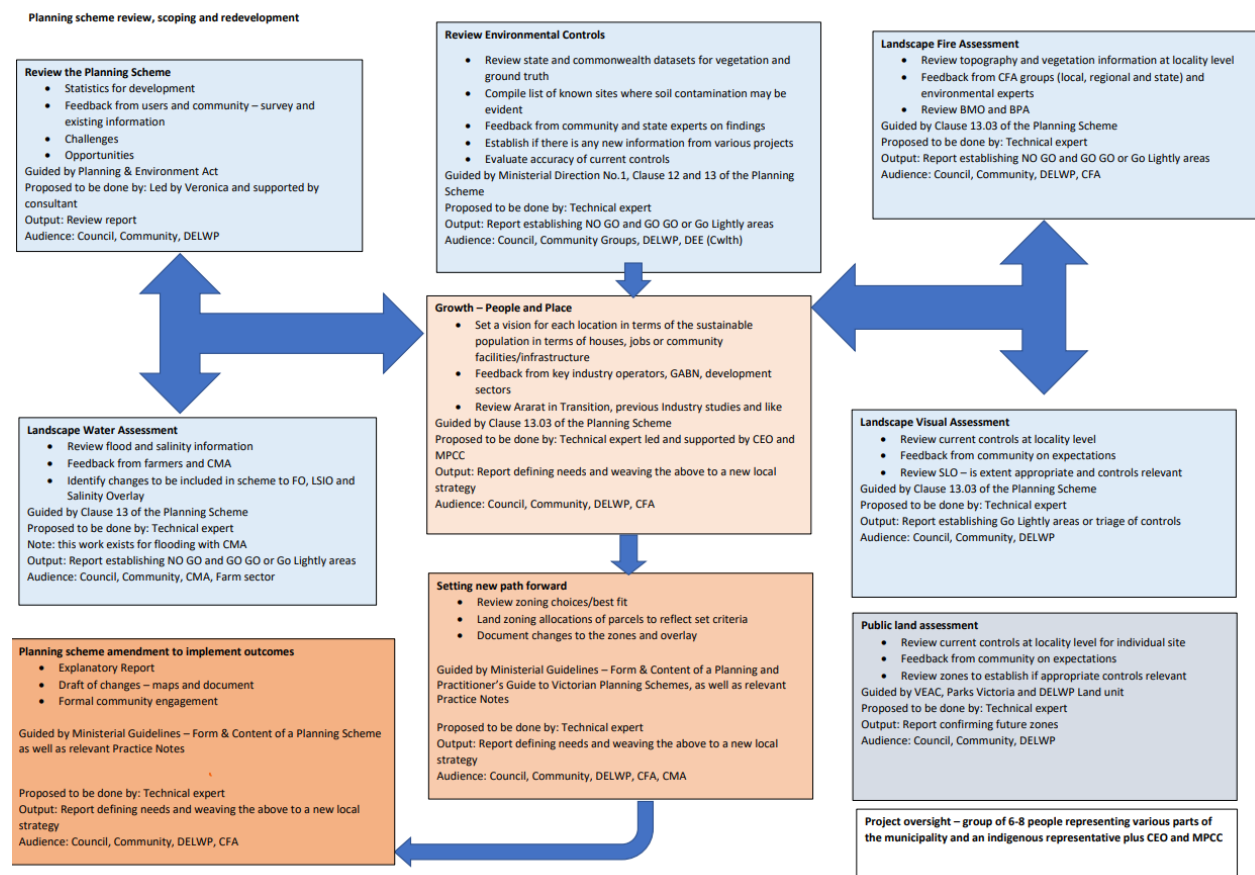 Planning scheme review, scoping and redevelopment
Review the Planning Scheme
• Statistics for development
• Feedback from users and community – survey and
existing information
• Challenges
• Opportunities
Guided by Planning & Environment Act
Proposed to be done by: Led by Veronica and supported by
consultant
Output: Review report
Audience: Council, Community, DELWP
Review Environmental Controls
• Review state and commonwealth datasets for vegetation and
ground truth
• Compile list of known sites where soil contamination may be
evident
• Feedback from community and state experts on findings
• Establish if there is any new information from various projects
• Evaluate accuracy of current controls
Guided by Ministerial Direction No.1, Clause 12 and 13 of the Planning
Scheme
Proposed to be done by: Technical expert
Output: Report establishing NO GO and GO GO or Go Lightly areas
Audience: Council, Community Groups, DELWP, DEE (Cwlth)
Landscape Fire Assessment
• Review topography and vegetation information at locality level
• Feedback from CFA groups (local, regional and state) and
environmental experts
• Review BMO and BPA
Guided by Clause 13.03 of the Planning Scheme
Proposed to be done by: Technical expert
Output: Report establishing NO GO and GO GO or Go Lightly areas
Audience: Council, Community, DELWP, CFA
Growth – People and Place
• Set a vision for each location in terms of the sustainable
population in terms of houses, jobs or community
facilities/infrastructure
• Feedback from key industry operators, GABN, development
sectors
• Review Ararat in Transition, previous Industry studies and like
Guided by Clause 13.03 of the Planning Scheme
Proposed to be done by: Technical expert led and supported by CEO and
MPCC
Output: Report defining needs and weaving the above to a new local
strategy
Audience: Council, Community, DELWP, CFA
Landscape Water Assessment
• Review flood and salinity information
• Feedback from farmers and CMA
• Identify changes to be included in scheme to FO, LSIO and
Salinity Overlay
Guided by Clause 13 of the Planning Scheme
Proposed to be done by: Technical expert
Note: this work exists for flooding with CMA
Output: Report establishing NO GO and GO GO or Go Lightly areas
Audience: Council, Community, CMA, Farm sector
Landscape Visual Assessment
• Review current controls at locality level
• Feedback from community on expectations
• Review SLO – is extent appropriate and controls relevant
Guided by Clause 13.03 of the Planning Scheme
Proposed to be done by: Technical expert
Output: Report establishing Go Lightly areas or triage of controls
Audience: Council, Community, DELWP
Setting new path forward
• Review zoning choices/best fit
• Land zoning allocations of parcels to reflect set criteria
• Document changes to the zones and overlay
Guided by Ministerial Guidelines – Form & Content of a Planning and
Practitioner's Guide to Victorian Planning Schemes, as well as relevant
Practice Notes
Proposed to be done by: Technical expert
Output: Report defining needs and weaving the above to a new local
strategy
Audience: Council, Community, DELWP, CFA, CMA
Public land assessment
• Review current controls at locality level for individual site
• Feedback from community on expectations
• Review zones to establish if appropriate controls relevant
Guided by VEAC, Parks Victoria and DELWP Land unit
Proposed to be done by: Technical expert
Output: Report confirming future zones
Audience: Council, Community, DELWP
Planning scheme amendment to implement outcomes
• Explanatory Report
• Draft of changes – maps and document
• Formal community engagement
Guided by Ministerial Guidelines – Form & Content of a Planning Scheme
as well as relevant Practice Notes
Proposed to be done by: Technical expert
Output: Report defining needs and weaving the above to a new local
strategy
Audience: Council, Community, DELWP, CFA
Project oversight – group of 6-8 people representing various parts of
the municipality and an indigenous representative plus CEO and MPCC